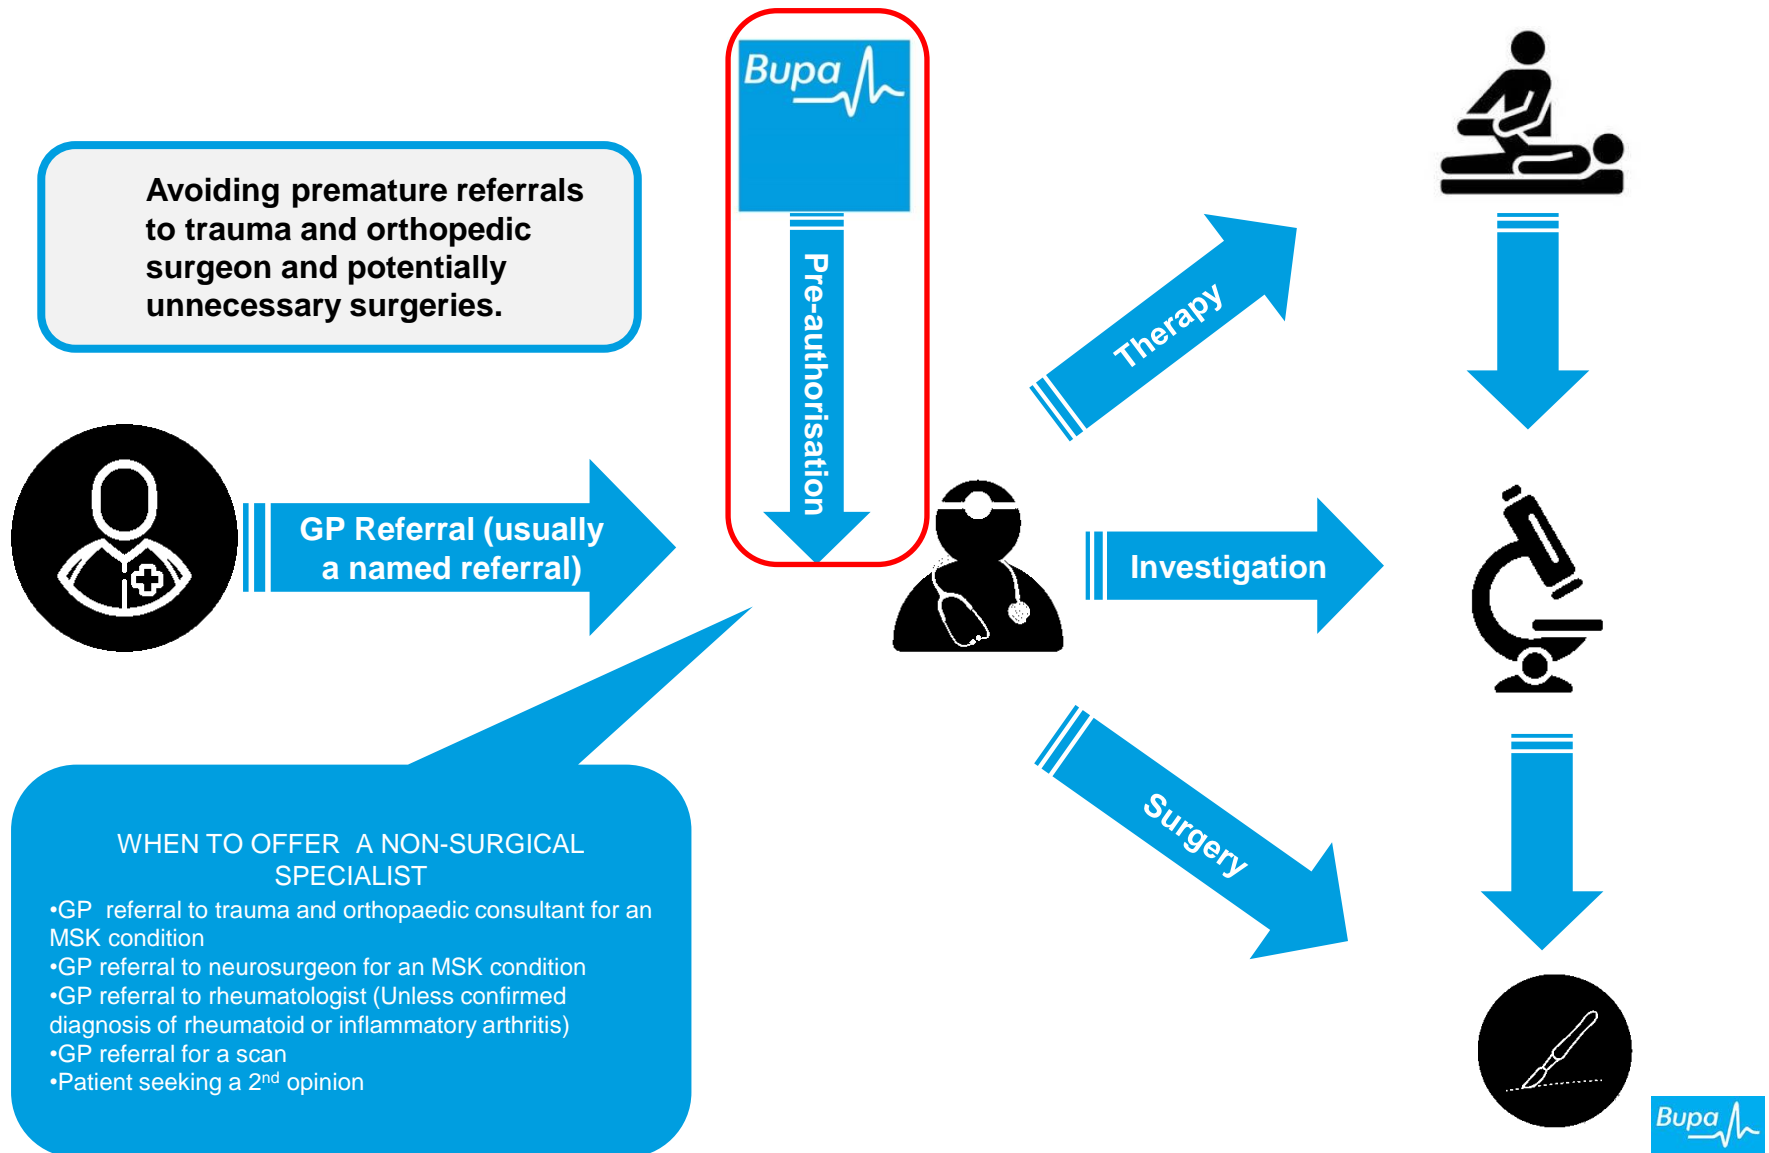 Bupa
Avoiding premature referrals
to trauma and orthopedic
surgeon and potentially
unnecessary surgeries.
Pre-authorisation
Therapy
GP Referral (usually
a named referral)
Investigation
Surgery
WHEN TO OFFER  A NON-SURGICAL
SPECIALIST
•GP  referral to trauma and orthopaedic consultant for an
MSK condition
•GP referral to neurosurgeon for an MSK condition
•GP referral to rheumatologist (Unless confirmed
diagnosis of rheumatoid or inflammatory arthritis)
•GP referral for a scan
•Patient seeking a 2nd opinion
Bupa